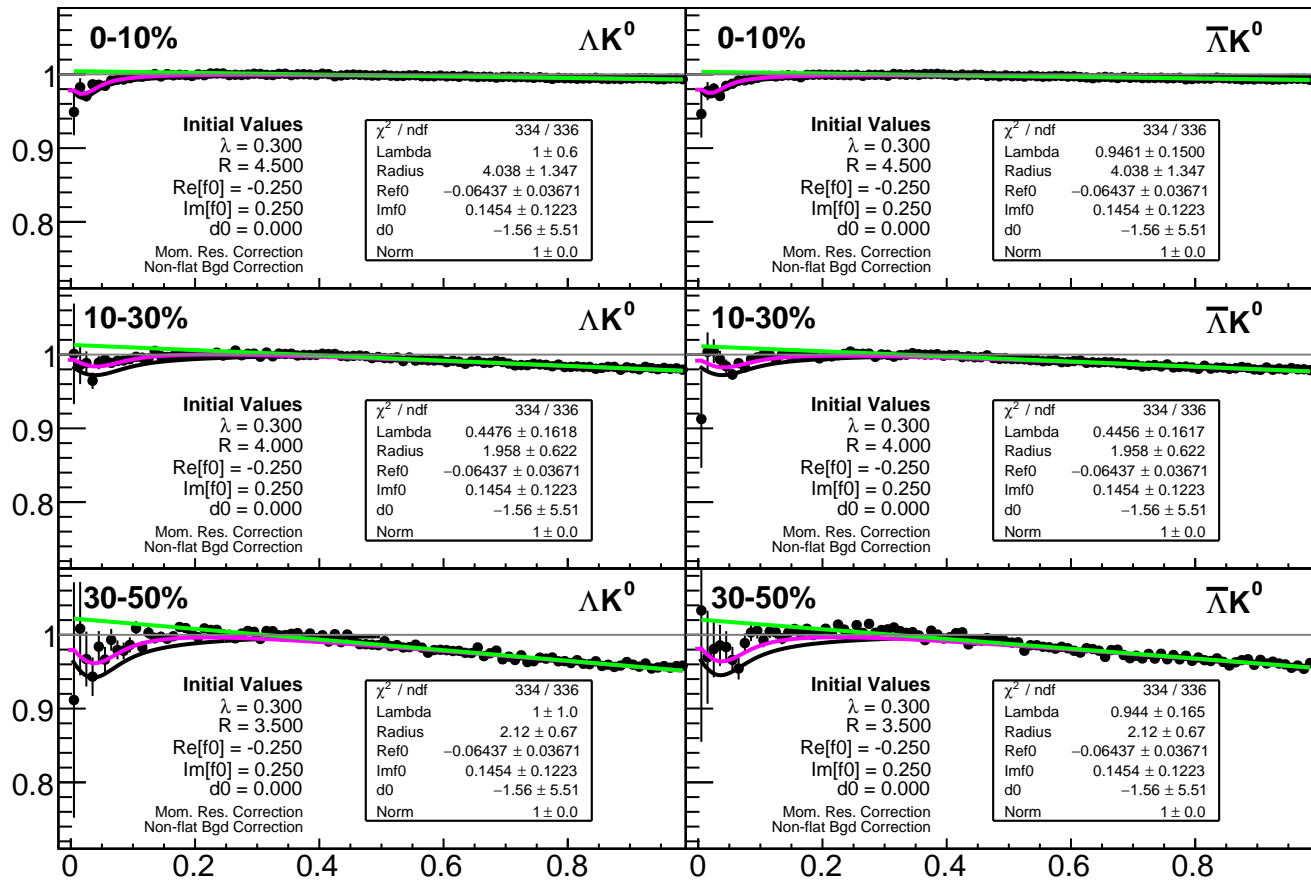 0-10% ΛK⁰
1
0.9
0.8
Initial Values
λ = 0.300
R = 4.500
Re[f0] = -0.250
Im[f0] = 0.250
d0 = 0.000
Mom. Res. Correction
Non-flat Bgd Correction
χ² / ndf 334 / 336
Lambda 1 ± 0.6
Radius 4.038 ± 1.347
Ref0 −0.06437 ± 0.03671
Imf0 0.1454 ± 0.1223
d0 −1.56 ± 5.51
Norm 1 ± 0.0
0-10% Λ̅K⁰
Initial Values
λ = 0.300
R = 4.500
Re[f0] = -0.250
Im[f0] = 0.250
d0 = 0.000
Mom. Res. Correction
Non-flat Bgd Correction
χ² / ndf 334 / 336
Lambda 0.9461 ± 0.1500
Radius 4.038 ± 1.347
Ref0 −0.06437 ± 0.03671
Imf0 0.1454 ± 0.1223
d0 −1.56 ± 5.51
Norm 1 ± 0.0
10-30% ΛK⁰
1
0.9
0.8
Initial Values
λ = 0.300
R = 4.000
Re[f0] = -0.250
Im[f0] = 0.250
d0 = 0.000
Mom. Res. Correction
Non-flat Bgd Correction
χ² / ndf 334 / 336
Lambda 0.4476 ± 0.1618
Radius 1.958 ± 0.622
Ref0 −0.06437 ± 0.03671
Imf0 0.1454 ± 0.1223
d0 −1.56 ± 5.51
Norm 1 ± 0.0
10-30% Λ̅K⁰
Initial Values
λ = 0.300
R = 4.000
Re[f0] = -0.250
Im[f0] = 0.250
d0 = 0.000
Mom. Res. Correction
Non-flat Bgd Correction
χ² / ndf 334 / 336
Lambda 0.4456 ± 0.1617
Radius 1.958 ± 0.622
Ref0 −0.06437 ± 0.03671
Imf0 0.1454 ± 0.1223
d0 −1.56 ± 5.51
Norm 1 ± 0.0
30-50% ΛK⁰
1
0.9
0.8
Initial Values
λ = 0.300
R = 3.500
Re[f0] = -0.250
Im[f0] = 0.250
d0 = 0.000
Mom. Res. Correction
Non-flat Bgd Correction
χ² / ndf 334 / 336
Lambda 1 ± 1.0
Radius 2.12 ± 0.67
Ref0 −0.06437 ± 0.03671
Imf0 0.1454 ± 0.1223
d0 −1.56 ± 5.51
Norm 1 ± 0.0
30-50% Λ̅K⁰
Initial Values
λ = 0.300
R = 3.500
Re[f0] = -0.250
Im[f0] = 0.250
d0 = 0.000
Mom. Res. Correction
Non-flat Bgd Correction
χ² / ndf 334 / 336
Lambda 0.944 ± 0.165
Radius 2.12 ± 0.67
Ref0 −0.06437 ± 0.03671
Imf0 0.1454 ± 0.1223
d0 −1.56 ± 5.51
Norm 1 ± 0.0
0 0.2 0.4 0.6 0.8 0 0.2 0.4 0.6 0.8